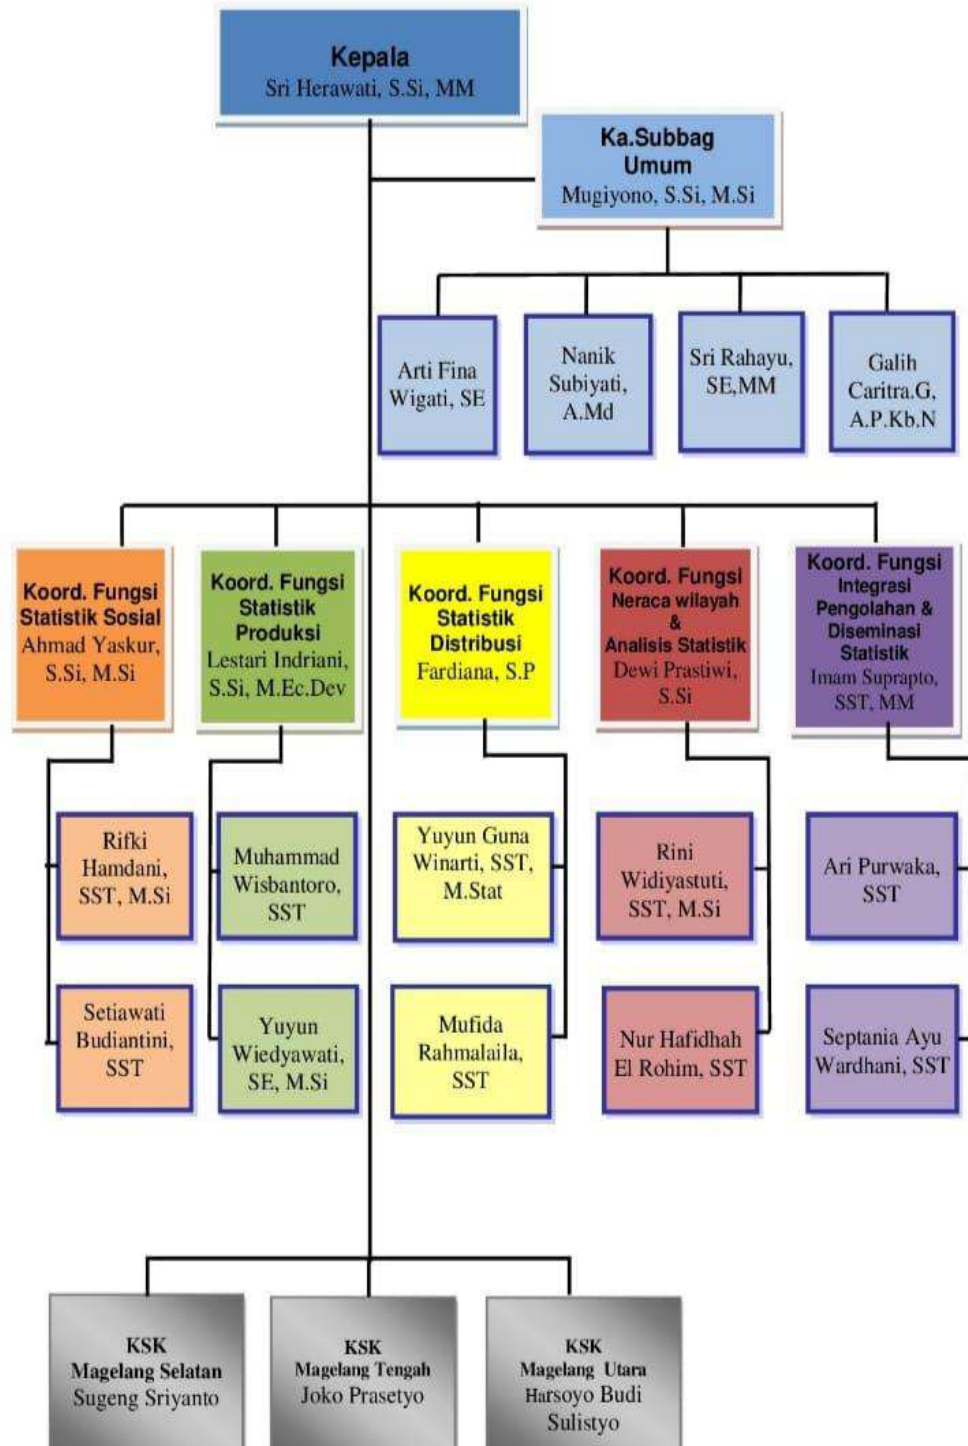 Kepala
Sri Herawati, S.Si, MM
Ka.Subbag
Umum
Mugiyono, S.Si, M.Si
Arti Fina
Wigati, SE
Nanik
Subiyati,
A.Md
Sri Rahayu,
SE,MM
Galih
Caritra.G,
A.P.Kb.N
Koord. Fungsi
Statistik Sosial
Ahmad Yaskur,
S.Si, M.Si
Koord. Fungsi
Statistik
Produksi
Lestari Indriani,
S.Si, M.Ec.Dev
Koord. Fungsi
Statistik
Distribusi
Fardiana, S.P
Koord. Fungsi
Neraca wilayah
&
Analisis Statistik
Dewi Prastiwi,
S.Si
Koord. Fungsi
Integrasi
Pengolahan &
Diseminasi
Statistik
Imam Suprapto,
SST, MM
Rifki
Hamdani,
SST, M.Si
Muhammad
Wisbantoro,
SST
Yuyun Guna
Winarti, SST,
M.Stat
Rini
Widiyastuti,
SST, M.Si
Ari Purwaka,
SST
Setiawati
Budiantini,
SST
Yuyun
Wiedyawati,
SE, M.Si
Mufida
Rahmalaila,
SST
Nur Hafidhah
El Rohim, SST
Septania Ayu
Wardhani, SST
KSK
Magelang Selatan
Sugeng Sriyanto
KSK
Magelang Tengah
Joko Prasetyo
KSK
Magelang Utara
Harsoyo Budi
Sulistyo